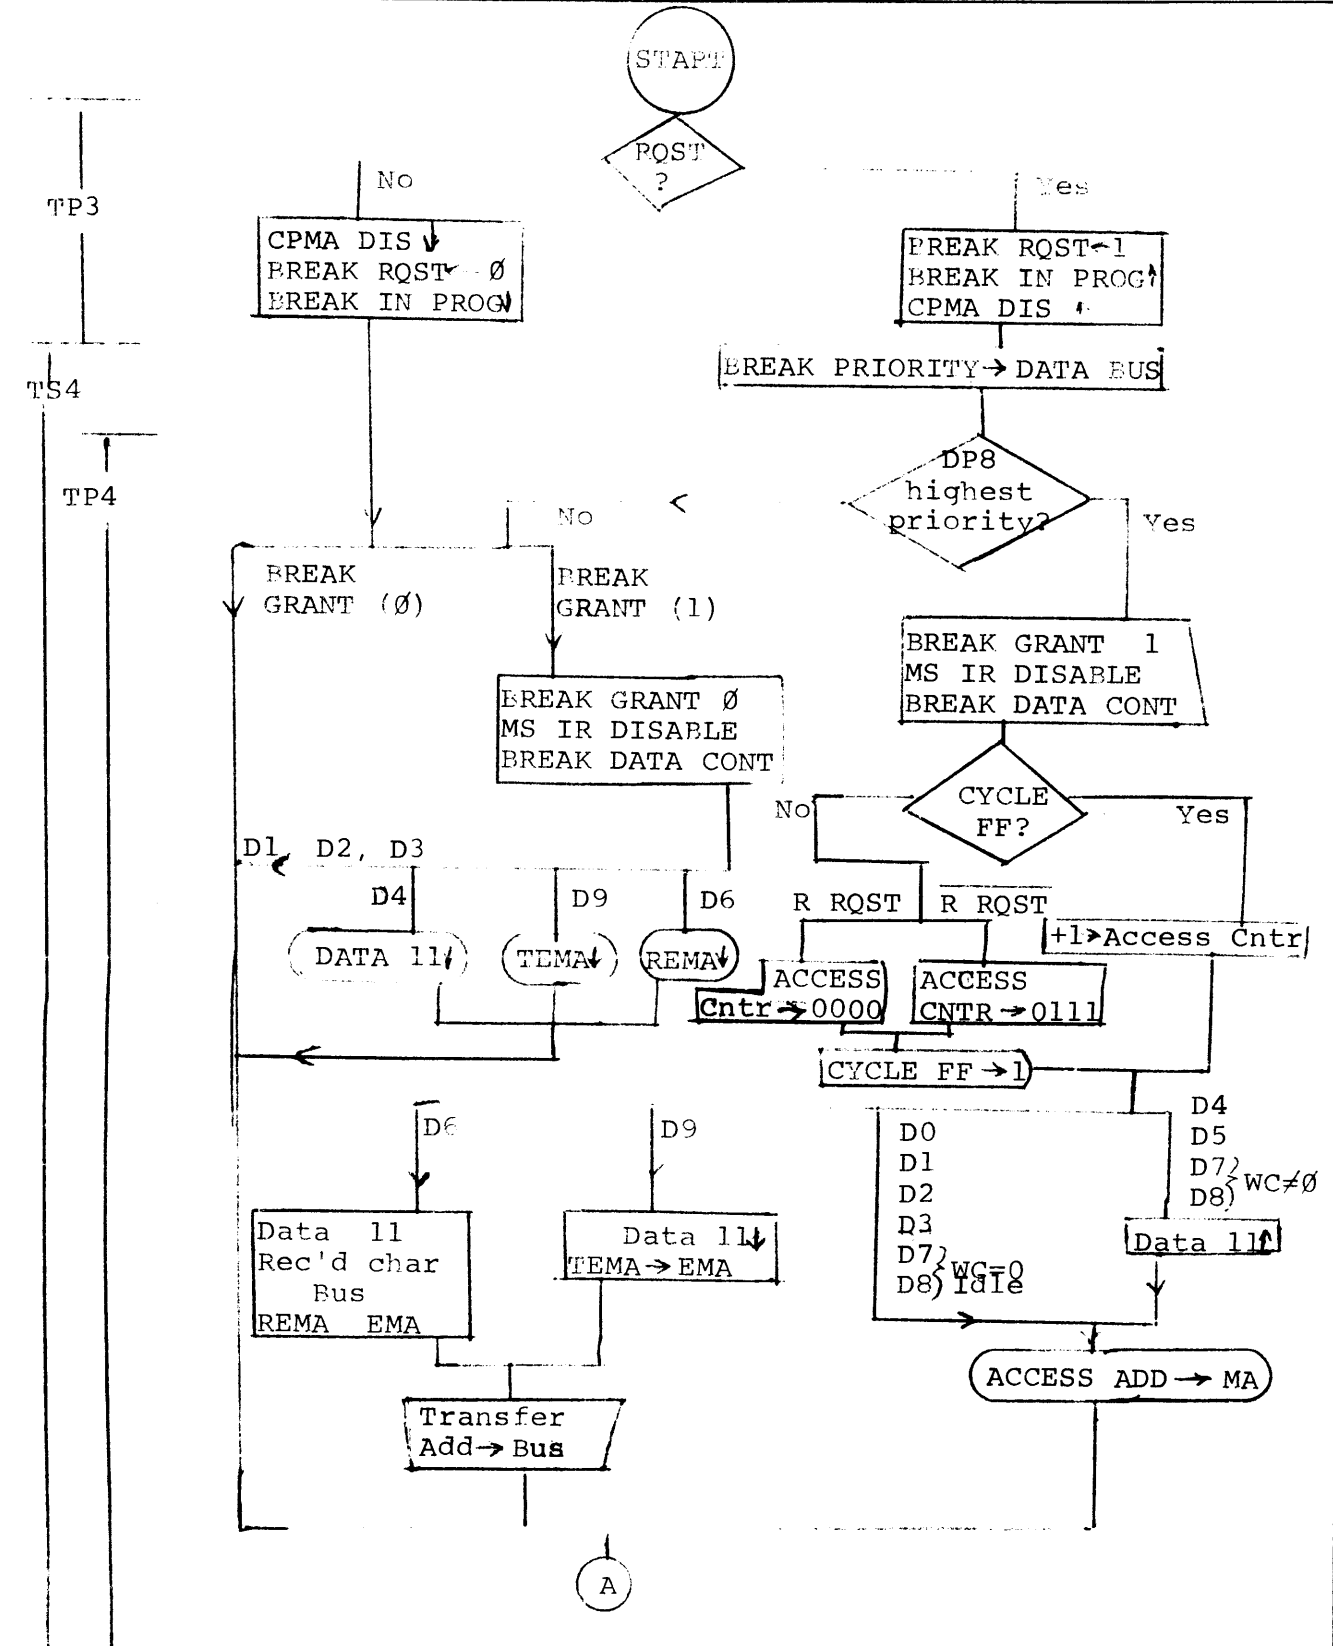 START
RQST
?
No
Yes
TP3
CPMA DIS ↓
BREAK RQST← Ø
BREAK IN PROG↓
BREAK RQST←1
BREAK IN PROG↑
CPMA DIS ↑
BREAK PRIORITY→DATA BUS
TS4
TP4
DP8
highest
priority?
No
Yes
BREAK
GRANT (Ø)
BREAK
GRANT (1)
BREAK GRANT 1
MS IR DISABLE
BREAK DATA CONT
BREAK GRANT Ø
MS IR DISABLE
BREAK DATA CONT
CYCLE
FF?
No
Yes
D1, D2, D3
D4
D9
D6
R RQST
R RQST
DATA 11↓
TEMA↓
REMA↓
+1→Access Cntr
ACCESS
Cntr→0000
ACCESS
CNTR→0111
CYCLE FF→1
D6
D9
D0
D1
D2
D3
D7} WC=0
D8} Idle
D4
D5
D7}
D8} WC≠Ø
Data 11↑
Data 11
Rec'd char
Bus
REMA EMA
Data 11↓
TEMA→EMA
ACCESS ADD→MA
Transfer
Add→Bus
A